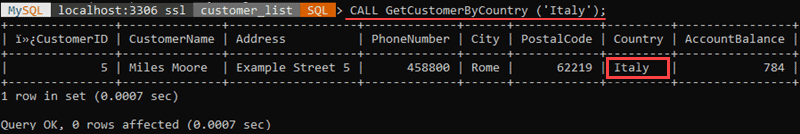 MySQL localhost:3306 ssl customer_list SQL > CALL GetCustomerByCountry ('Italy');
+---------------+--------------+------------------+-------------+------+------------+---------+----------------+
| ï»¿CustomerID | CustomerName | Address          | PhoneNumber | City | PostalCode | Country | AccountBalance |
+---------------+--------------+------------------+-------------+------+------------+---------+----------------+
|             5 | Miles Moore  | Example Street 5 |      458800 | Rome |      62219 | Italy   |            784 |
+---------------+--------------+------------------+-------------+------+------------+---------+----------------+
1 row in set (0.0007 sec)
Query OK, 0 rows affected (0.0007 sec)